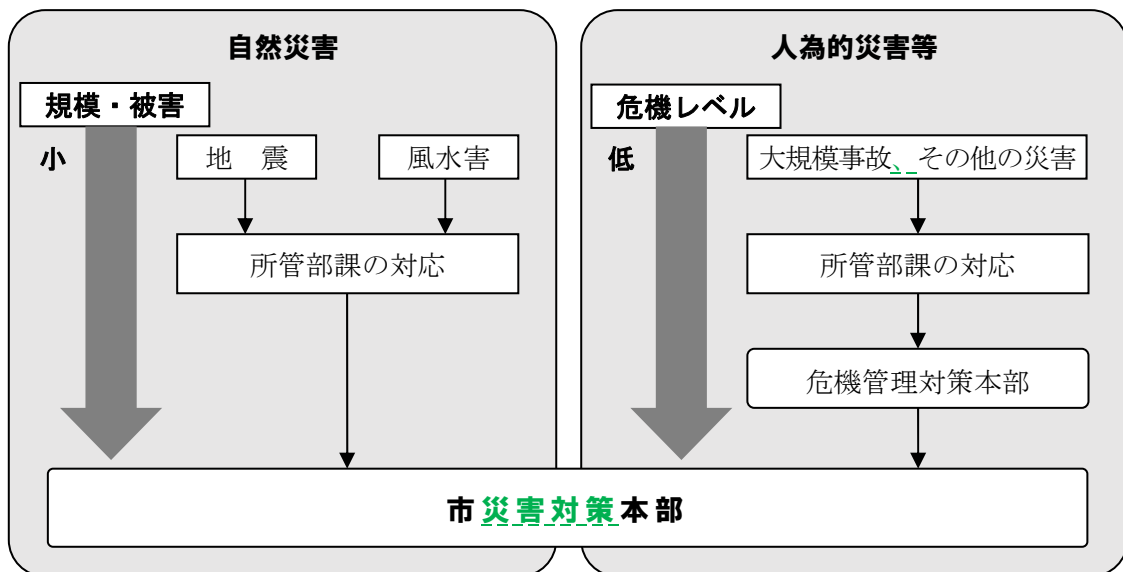 自然災害
規模・被害
小
地　震
風水害
所管部課の対応
人為的災害等
危機レベル
低
大規模事故、その他の災害
所管部課の対応
危機管理対策本部
市災害対策本部